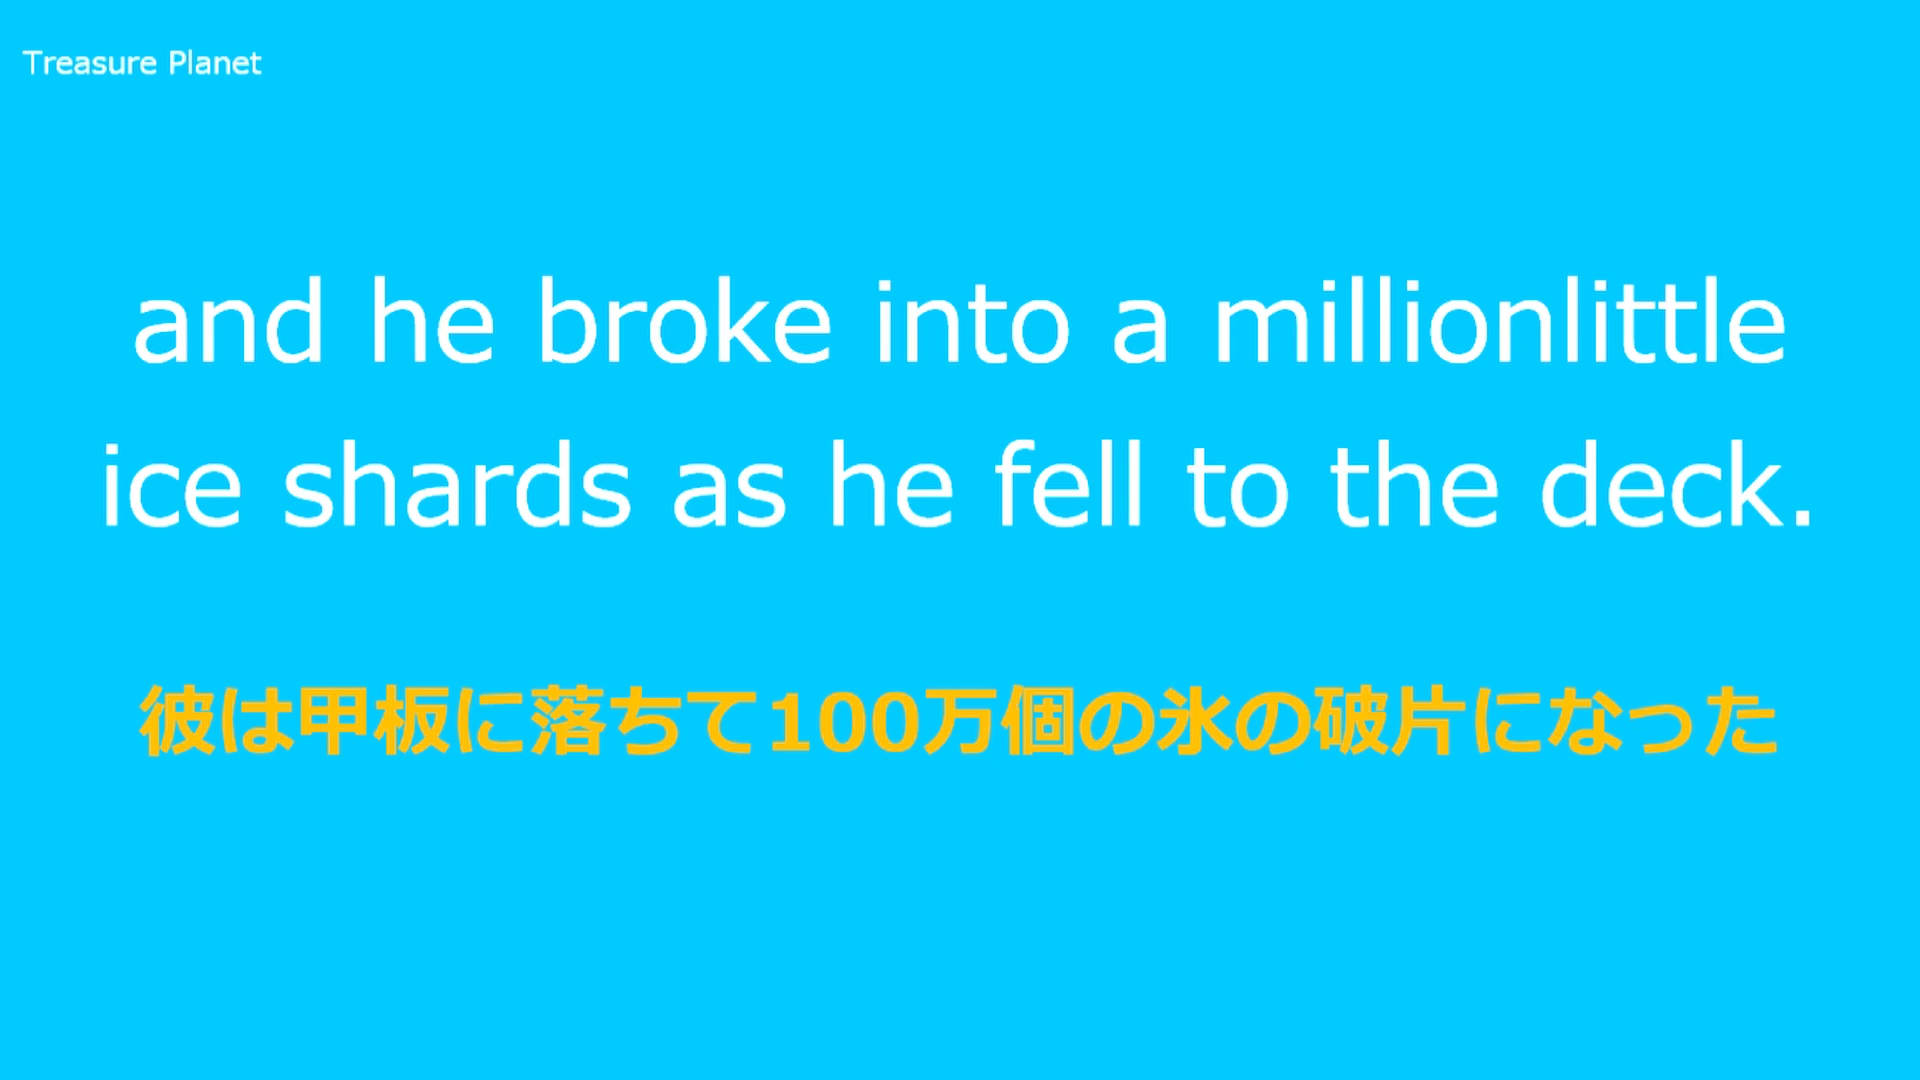 Treasure Planet
and he broke into a millionlittle
ice shards as he fell to the deck.
彼は甲板に落ちて100万個の氷の破片になった